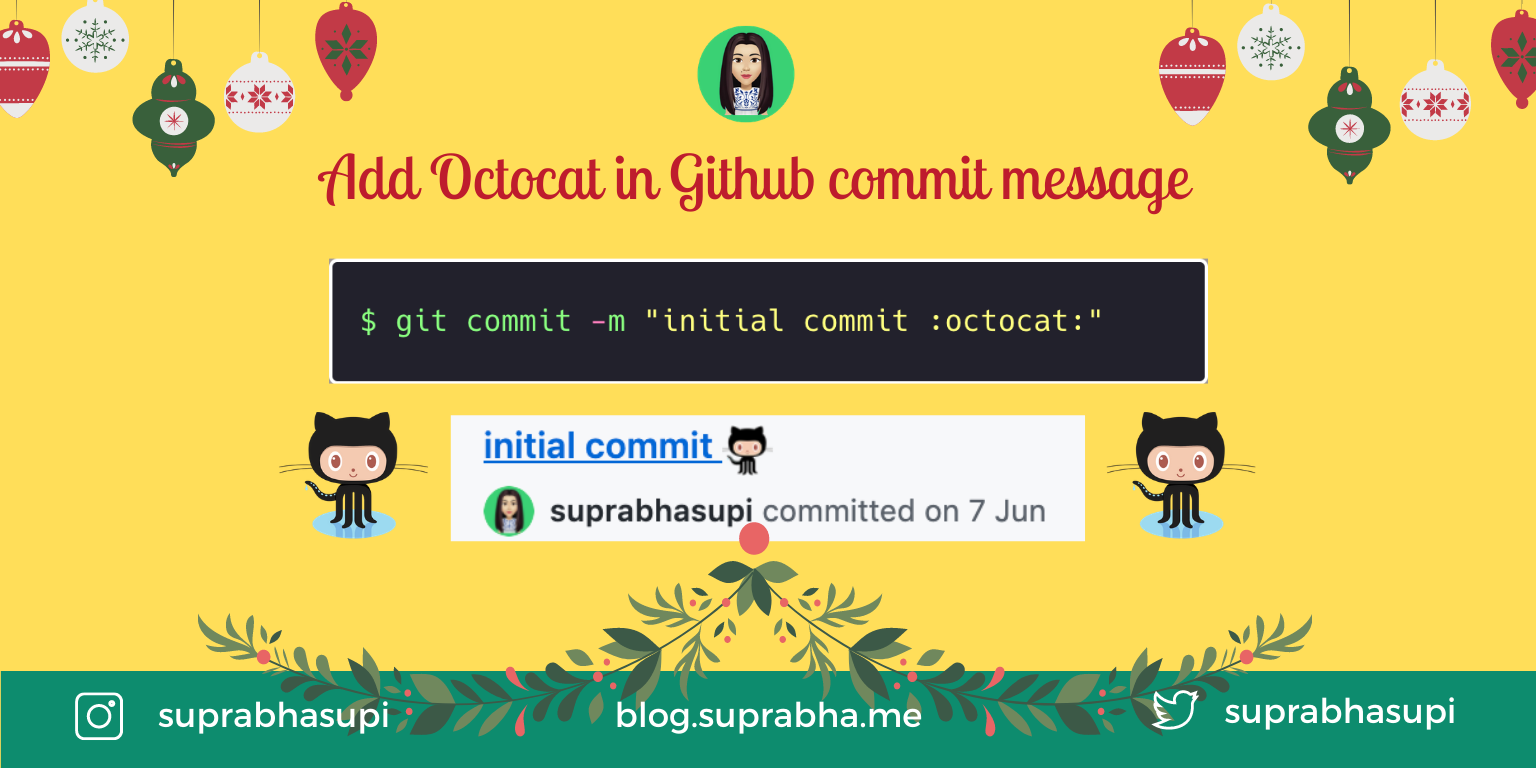 Add Octocat in Github commit message
$ git commit -m "initial commit :octocat:"
initial commit
suprabhasupi committed on 7 Jun
suprabhasupi
blog.suprabha.me
suprabhasupi